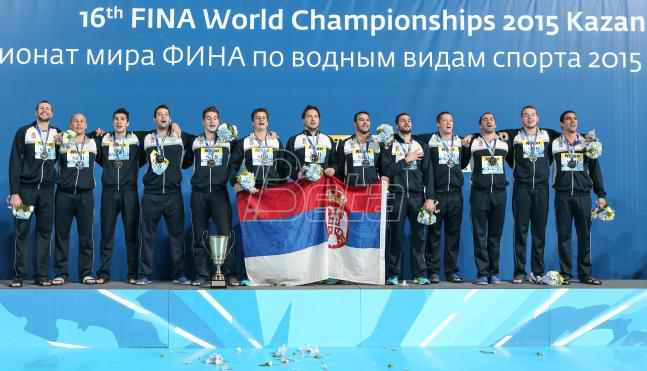 16th FINA World Championships 2015 Kazan
ионат мира ФИНА по водным видам спорта 2015
Beta